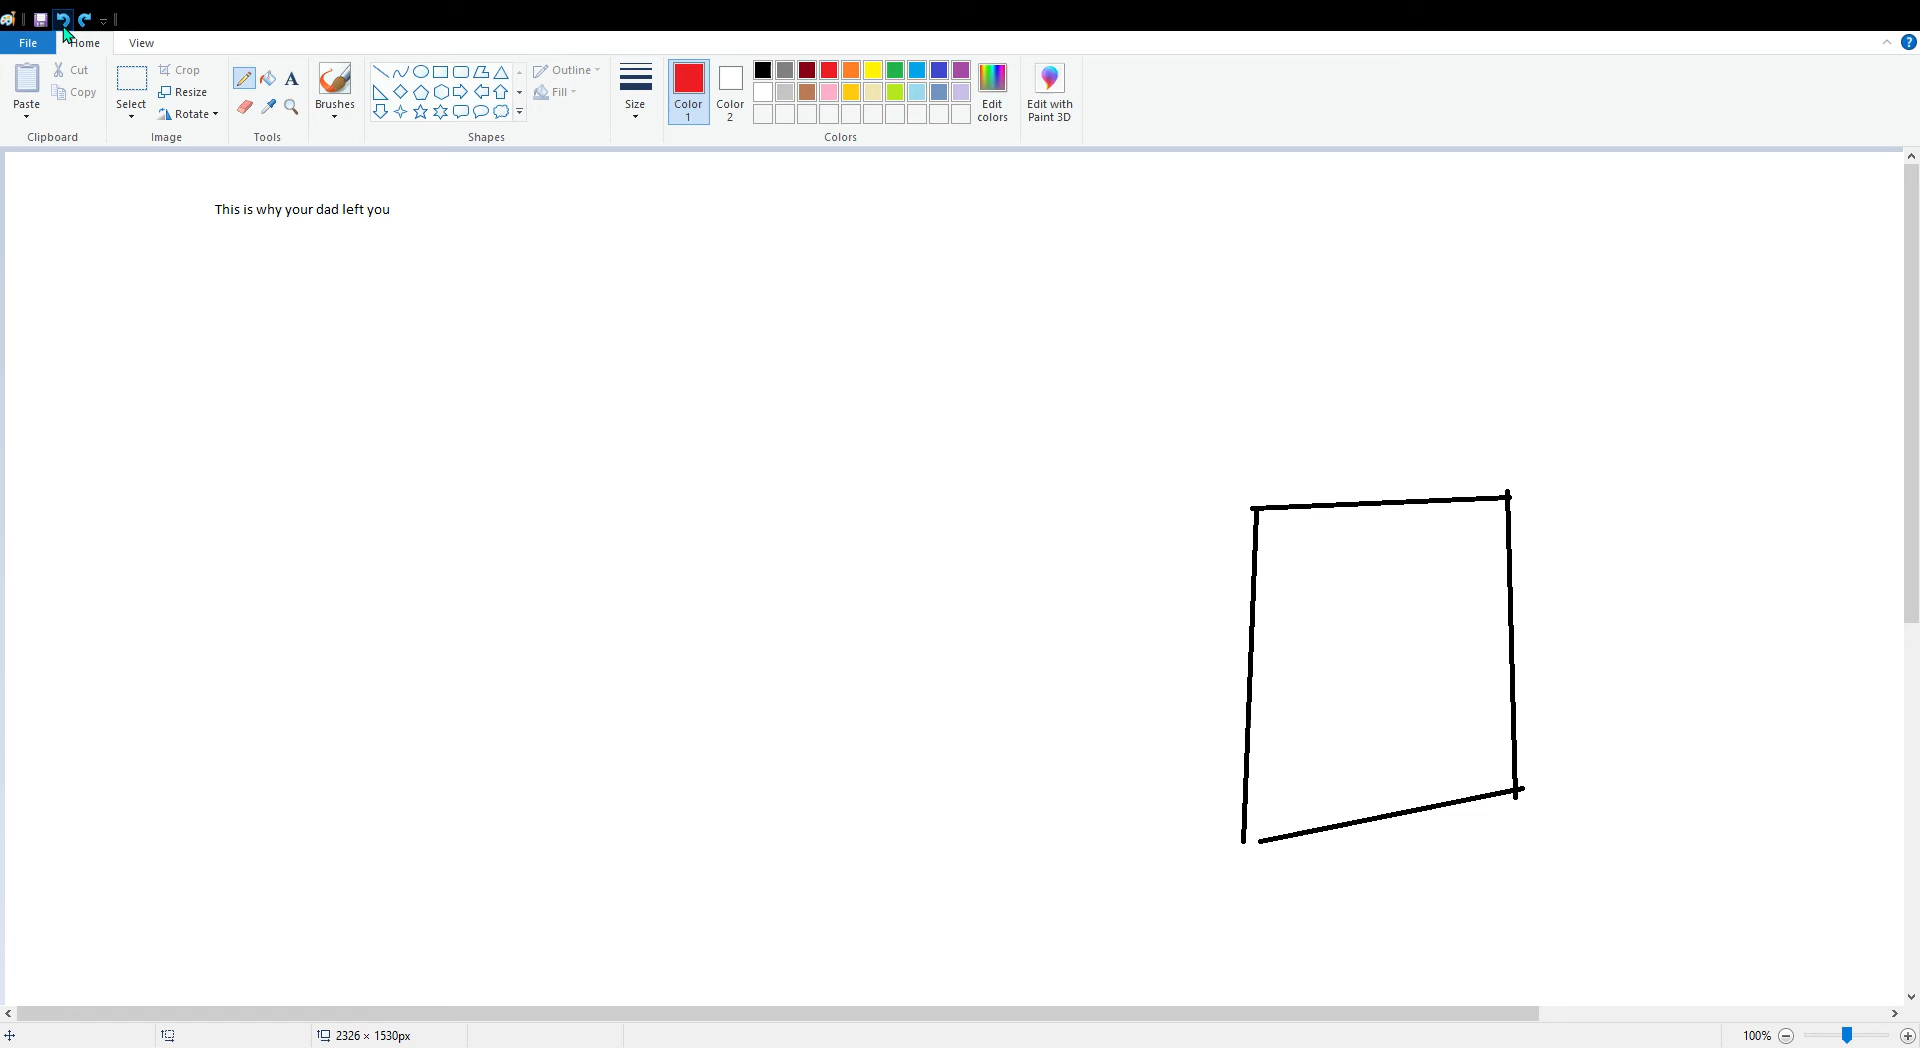 File Home View
Paste
Cut
Copy
Clipboard
Select
Crop
Resize
Rotate
Image
Tools
Brushes
Shapes
Outline
Fill
Size
Color 1
Color 2
Edit colors
Edit with Paint 3D
Colors
This is why your dad left you
2326 × 1530px
100%